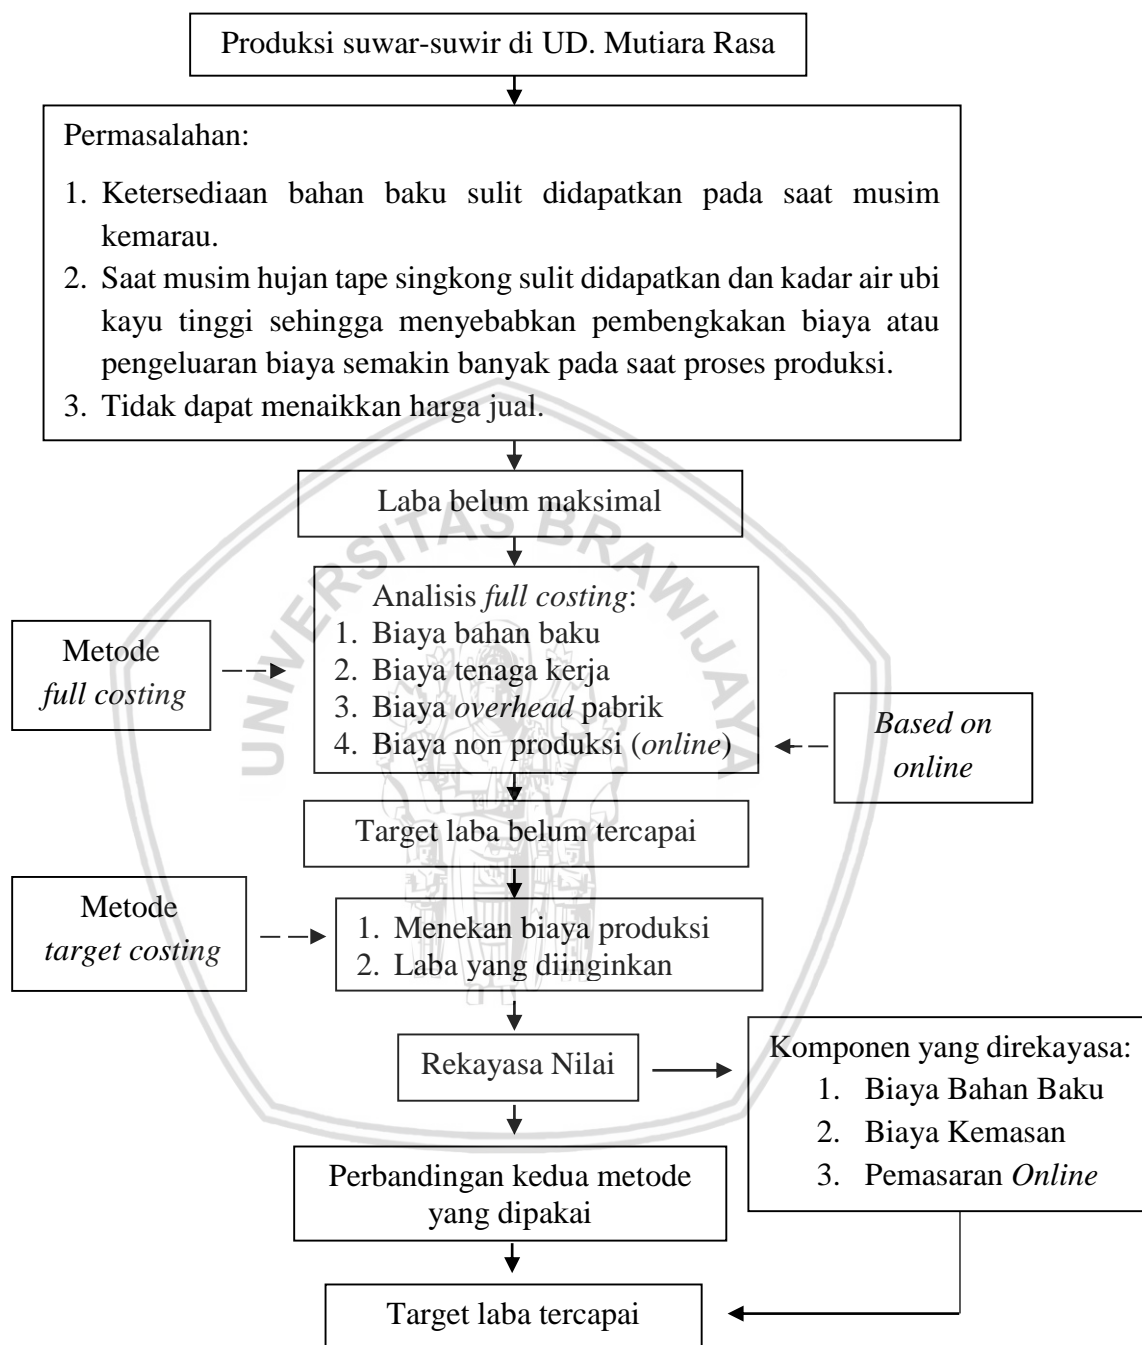 Produksi suwar-suwir di UD. Mutiara Rasa
Permasalahan:
1. Ketersediaan bahan baku sulit didapatkan pada saat musim
kemarau.
2. Saat musim hujan tape singkong sulit didapatkan dan kadar air ubi
kayu tinggi sehingga menyebabkan pembengkakan biaya atau
pengeluaran biaya semakin banyak pada saat proses produksi.
3. Tidak dapat menaikkan harga jual.
Laba belum maksimal
UNIVERSITAS BRAWIJAYA
Metode
full costing
Analisis full costing:
1. Biaya bahan baku
2. Biaya tenaga kerja
3. Biaya overhead pabrik
4. Biaya non produksi (online)
Based on
online
Target laba belum tercapai
Metode
target costing
1. Menekan biaya produksi
2. Laba yang diinginkan
Rekayasa Nilai
Komponen yang direkayasa:
1. Biaya Bahan Baku
2. Biaya Kemasan
3. Pemasaran Online
Perbandingan kedua metode
yang dipakai
Target laba tercapai